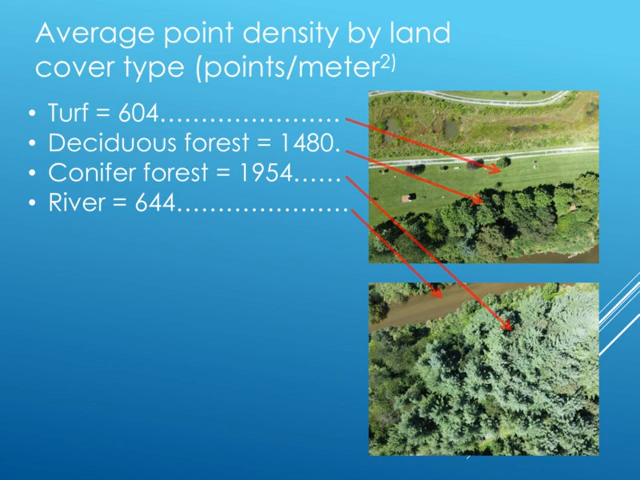 Average point density by land
cover type (points/meter2)
• Turf = 604......................
• Deciduous forest = 1480.
• Conifer forest = 1954......
• River = 644.....................